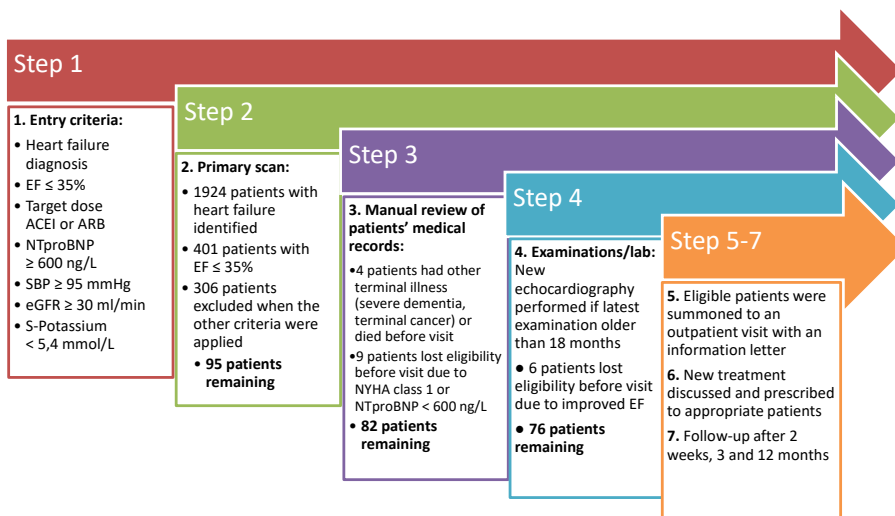 Step 1
1. Entry criteria:
• Heart failure
diagnosis
• EF ≤ 35%
• Target dose
ACEI or ARB
• NTproBNP
≥ 600 ng/L
• SBP ≥ 95 mmHg
• eGFR ≥ 30 ml/min
• S-Potassium
< 5,4 mmol/L
Step 2
2. Primary scan:
• 1924 patients with
heart failure
identified
• 401 patients with
EF ≤ 35%
• 306 patients
excluded when the
other criteria were
applied
• 95 patients
remaining
Step 3
3. Manual review of
patients' medical
records:
• 4 patients had other
terminal illness
(severe dementia,
terminal cancer) or
died before visit
• 9 patients lost eligibility
before visit due to
NYHA class 1 or
NTproBNP < 600 ng/L
• 82 patients
remaining
Step 4
4. Examinations/lab:
New
echocardiography
performed if latest
examination older
than 18 months
● 6 patients lost
eligibility before visit
due to improved EF
● 76 patients
remaining
Step 5-7
5. Eligible patients were
summoned to an
outpatient visit with an
information letter
6. New treatment
discussed and prescribed
to appropriate patients
7. Follow-up after 2
weeks, 3 and 12 months